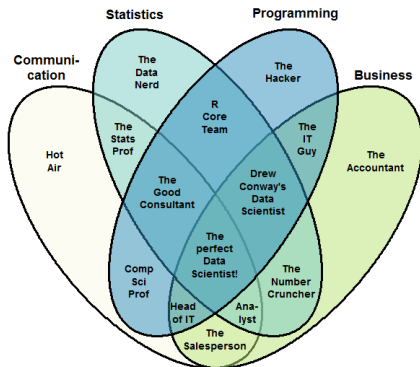 Statistics
Programming
Communi-
cation
Business
The
Data
Nerd
The
Hacker
R
Core
Team
The
Stats
Prof
The
IT
Guy
Hot
Air
The
Accountant
The
Good
Consultant
Drew
Conway's
Data
Scientist
The
perfect
Data
Scientist!
Comp
Sci
Prof
The
Number
Cruncher
Head
of IT
Ana-
lyst
The
Salesperson